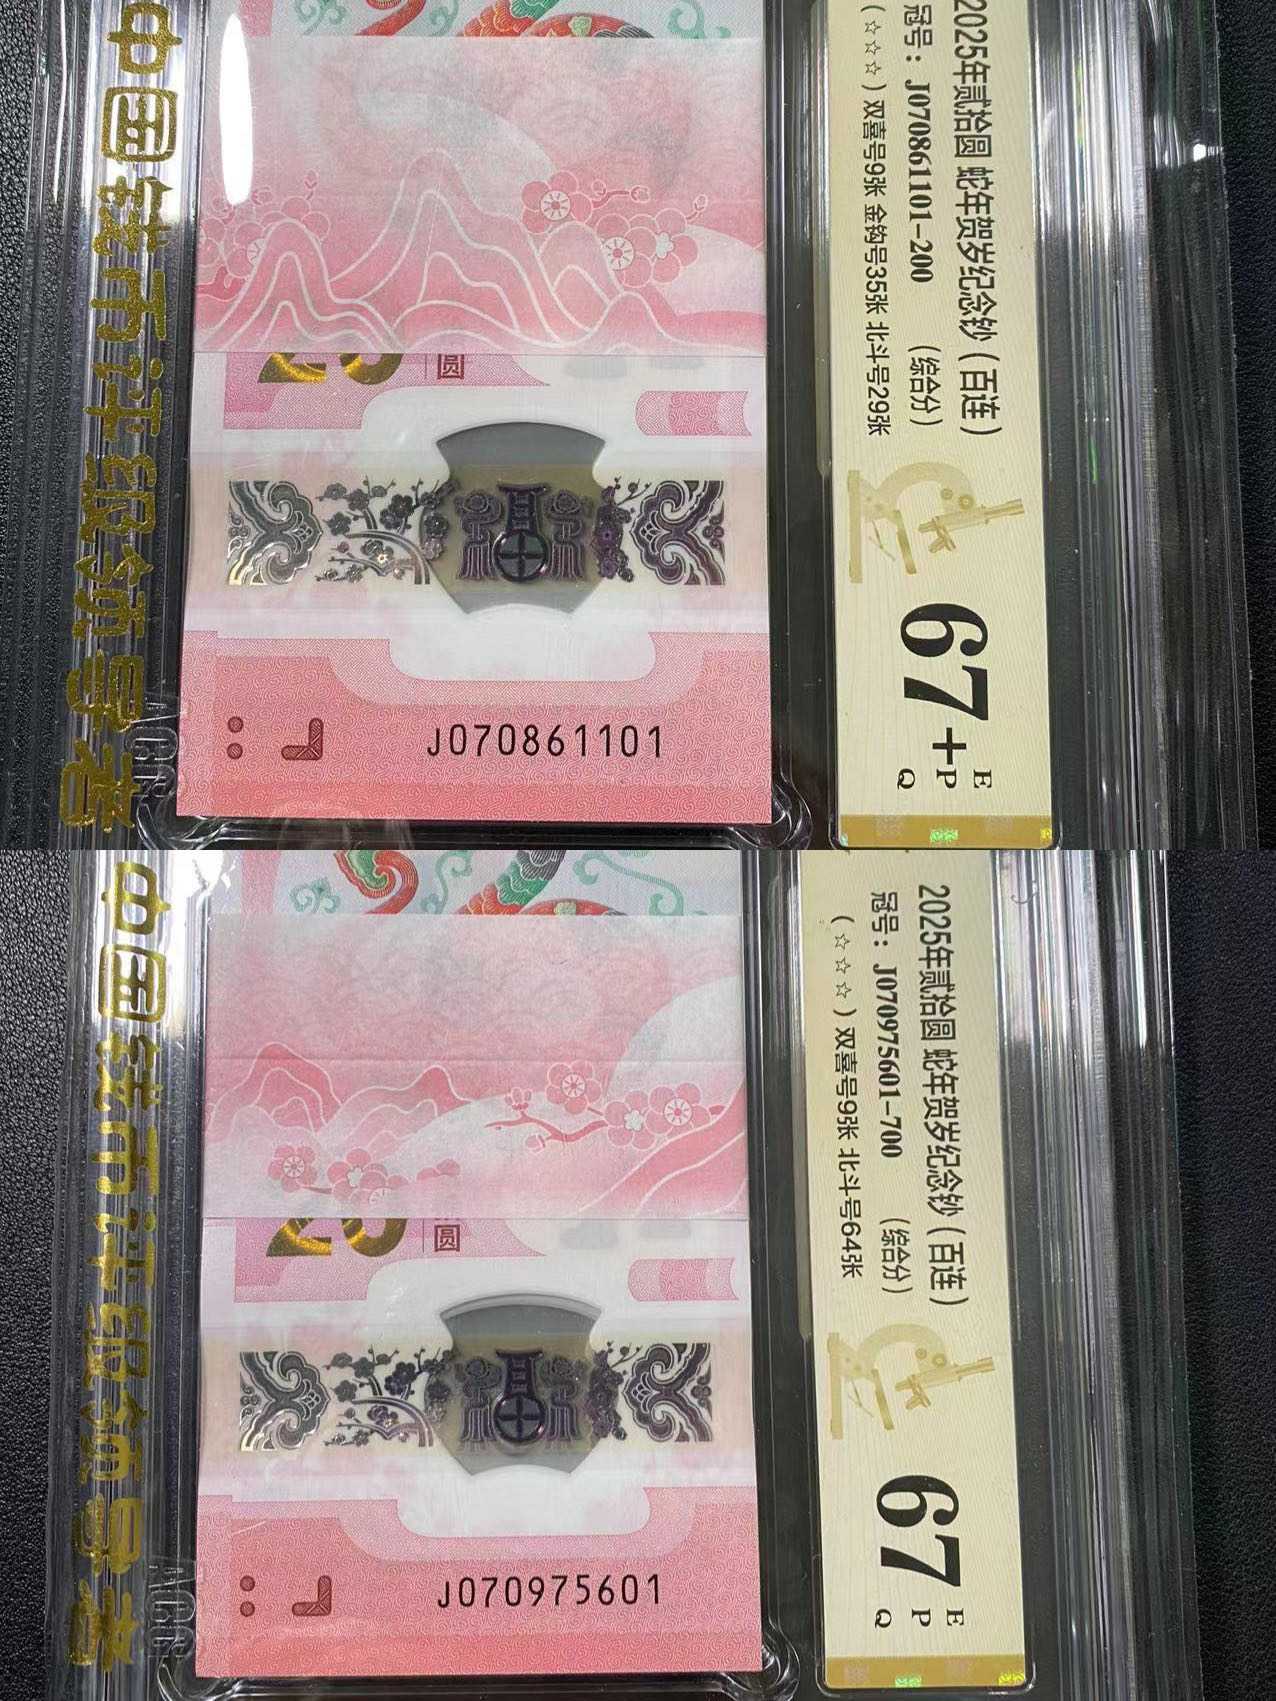 中国钱币评级领导者
2025年贰拾圆 蛇年贺岁纪念钞（百连）
冠号：J070861101-200 （综合分）
（☆☆☆）双喜号9张 金钩号35张 北斗号29张
67+
E
P
Q
20
圆
J070861101
ACG
中国钱币评级领导者
2025年贰拾圆 蛇年贺岁纪念钞（百连）
冠号：J070975601-700 （综合分）
（☆☆☆☆）双喜号9张 北斗号64张
67
E
P
Q
20
圆
J070975601
ACG